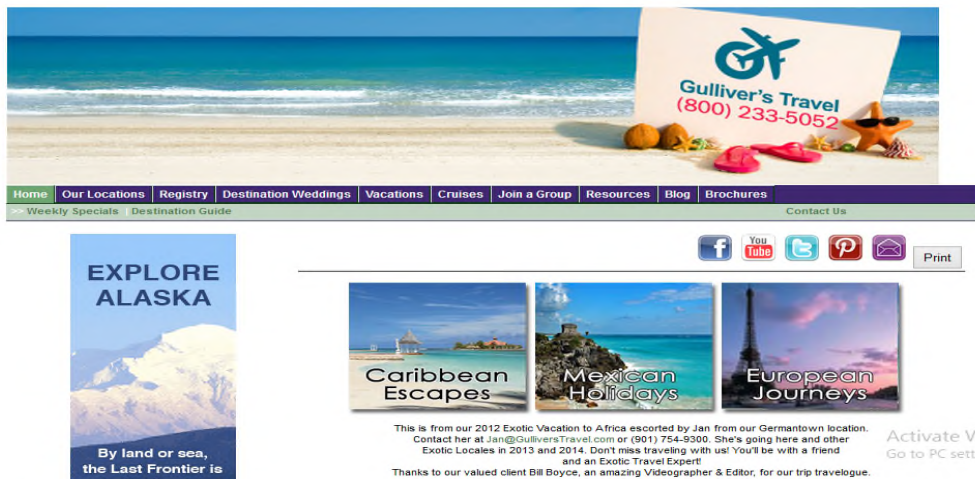 Gulliver's Travel
(800) 233-5052
Home Our Locations Registry Destination Weddings Vacations Cruises Join a Group Resources Blog Brochures
>> Weekly Specials | Destination Guide Contact Us
You
Tube
Print
EXPLORE
ALASKA
By land or sea,
the Last Frontier is
Caribbean
Escapes
Mexican
Holidays
European
Journeys
This is from our 2012 Exotic Vacation to Africa escorted by Jan from our Germantown location.
Contact her at Jan@GulliversTravel.com or (901) 754-9300. She's going here and other
Exotic Locales in 2013 and 2014. Don't miss traveling with us! You'll be with a friend
and an Exotic Travel Expert!
Thanks to our valued client Bill Boyce, an amazing Videographer & Editor, for our trip travelogue.
Activate
Go to PC sett